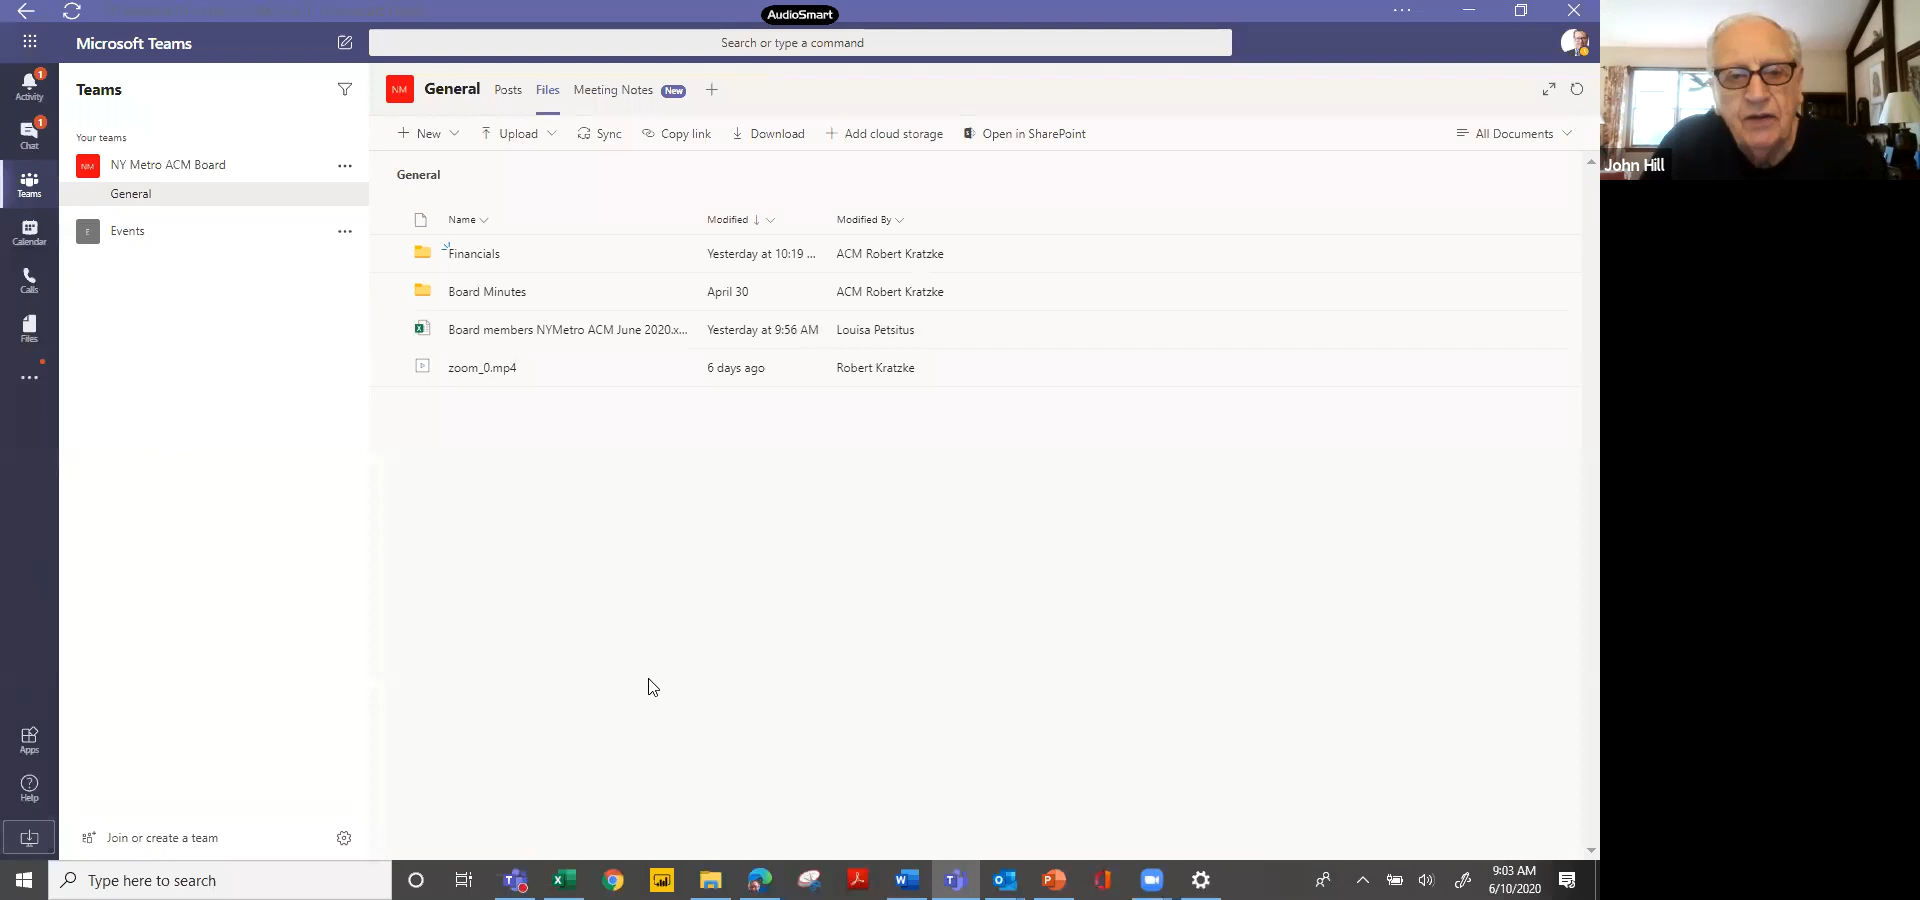 AudioSmart
Microsoft Teams
Search or type a command
Activity
1
Chat
1
Teams
Calendar
Calls
Files
Apps
Help
Teams
Your teams
NM NY Metro ACM Board
General
E Events
Join or create a team
NM General Posts Files Meeting Notes New
New Upload Sync Copy link Download Add cloud storage Open in SharePoint All Documents
General
Name Modified Modified By
Financials Yesterday at 10:19 ... ACM Robert Kratzke
Board Minutes April 30 ACM Robert Kratzke
Board members NYMetro ACM June 2020.x... Yesterday at 9:56 AM Louisa Petsitus
zoom_0.mp4 6 days ago Robert Kratzke
John Hill
Type here to search
9:03 AM
6/10/2020